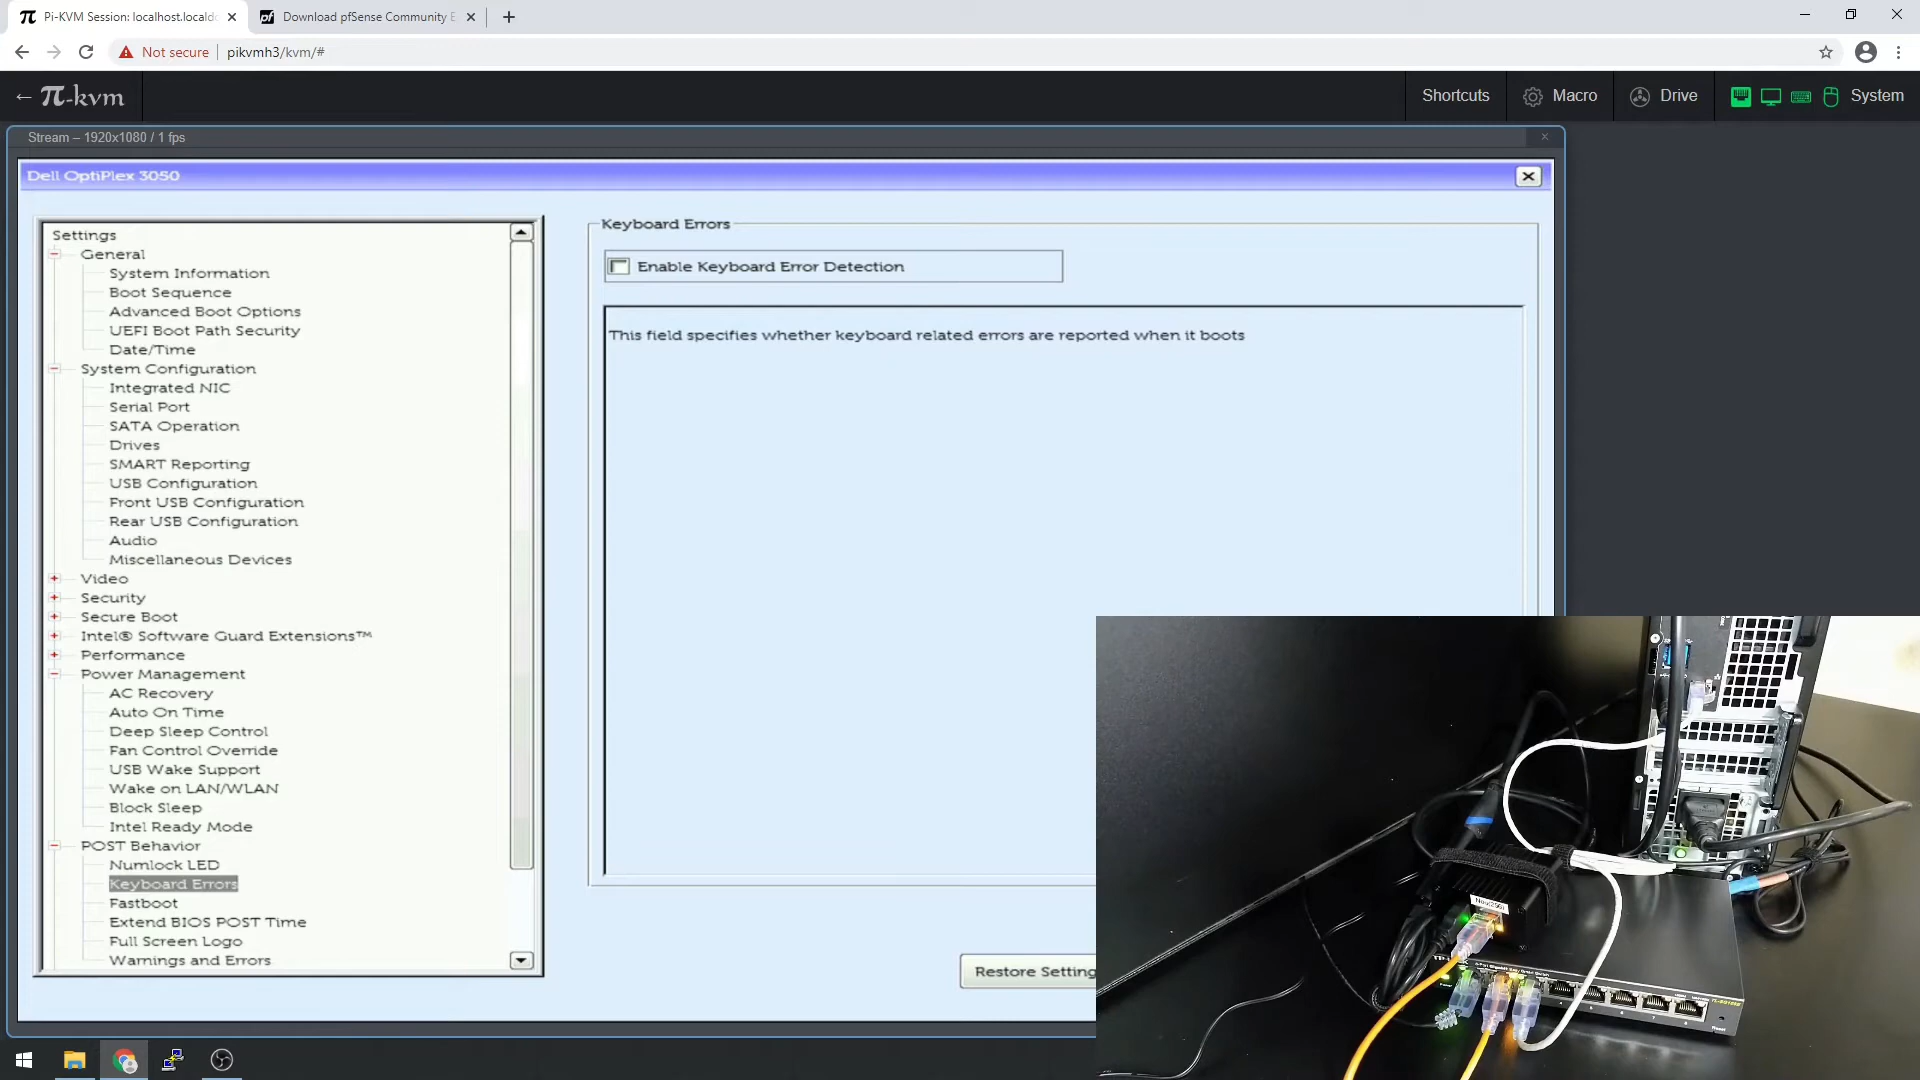 Pi-KVM Session: localhost.localdo
Download pfSense Community E
Not secure
pikvmh3/kvm/#
π-kvm
Shortcuts
Macro
Drive
System
Stream – 1920x1080 / 1 fps
Dell OptiPlex 3050
Settings
General
System Information
Boot Sequence
Advanced Boot Options
UEFI Boot Path Security
Date/Time
System Configuration
Integrated NIC
Serial Port
SATA Operation
Drives
SMART Reporting
USB Configuration
Front USB Configuration
Rear USB Configuration
Audio
Miscellaneous Devices
Video
Security
Secure Boot
Intel® Software Guard Extensions™
Performance
Power Management
AC Recovery
Auto On Time
Deep Sleep Control
Fan Control Override
USB Wake Support
Wake on LAN/WLAN
Block Sleep
Intel Ready Mode
POST Behavior
Numlock LED
Keyboard Errors
Fastboot
Extend BIOS POST Time
Full Screen Logo
Warnings and Errors
Keyboard Errors
Enable Keyboard Error Detection
This field specifies whether keyboard related errors are reported when it boots
Restore Setting